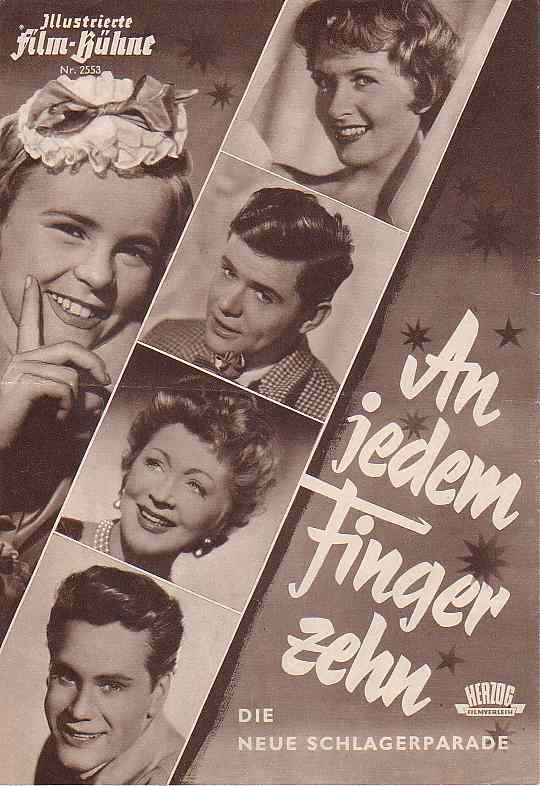 Illustrierte
Film-Bühne
Nr. 2553
An
jedem
Finger
zehn
HERZOG
FILMVERLEIH
DIE
NEUE SCHLAGERPARADE